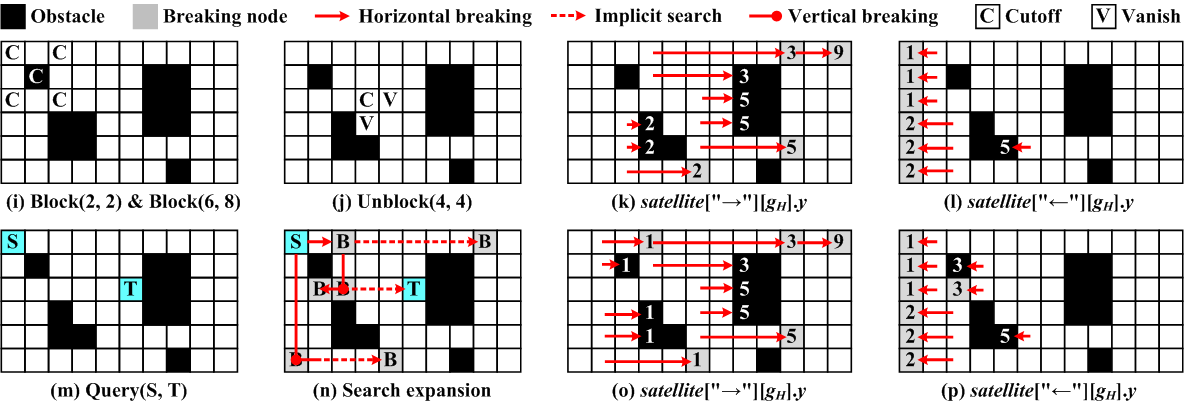 Obstacle Breaking node Horizontal breaking Implicit search Vertical breaking C Cutoff V Vanish
C C
C
C C
(i) Block(2, 2) & Block(6, 8)
C V
V
(j) Unblock(4, 4)
3 9
3
5
2 5
2 5
2
(k) satellite["→"][gH].y
1
1
1
2
2 5
2
(l) satellite["←"][gH].y
S
T
(m) Query(S, T)
S B B
B B T
B B
(n) Search expansion
1 3 9
1 3
5
1 5
1 5
1
(o) satellite["→"][gH].y
1
1 3
1 3
2
2 5
2
(p) satellite["←"][gH].y